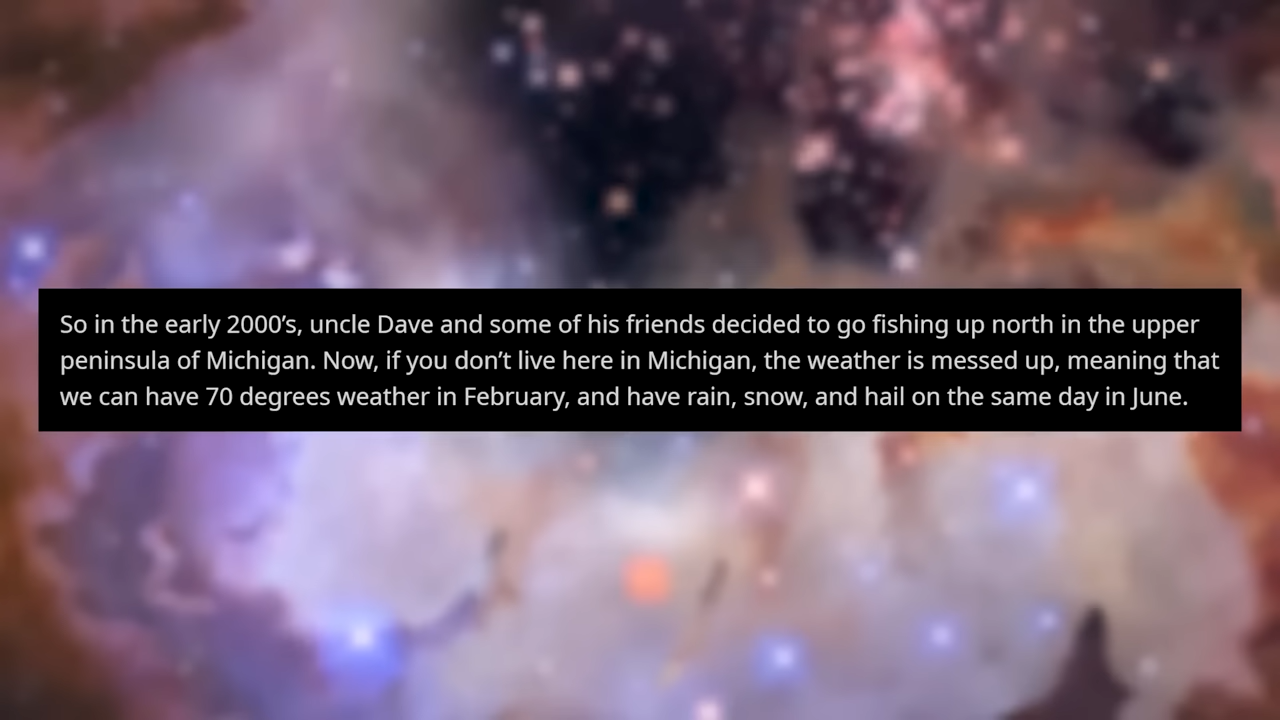 So in the early 2000’s, uncle Dave and some of his friends decided to go fishing up north in the upper
peninsula of Michigan. Now, if you don’t live here in Michigan, the weather is messed up, meaning that
we can have 70 degrees weather in February, and have rain, snow, and hail on the same day in June.